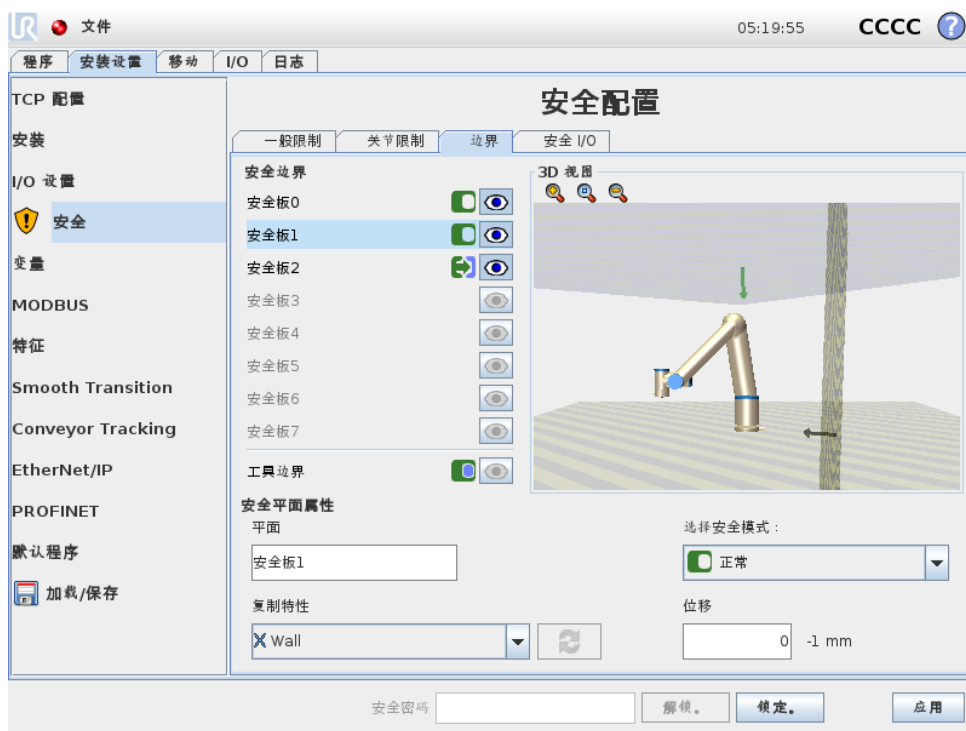 UR 文件 05:19:55 CCCC ?
程序 安装设置 移动 I/O 日志
TCP 配置
安装
I/O 设置
安全
变量
MODBUS
特征
Smooth Transition
Conveyor Tracking
EtherNet/IP
PROFINET
默认程序
加载/保存
安全配置
一般限制 关节限制 边界 安全 I/O
安全边界
安全板0
安全板1
安全板2
安全板3
安全板4
安全板5
安全板6
安全板7
工具边界
3D 视图
安全平面属性
平面
安全板1
复制特性
Wall
选择安全模式：
正常
位移
0 -1 mm
安全密码 解锁。 锁定。 应用